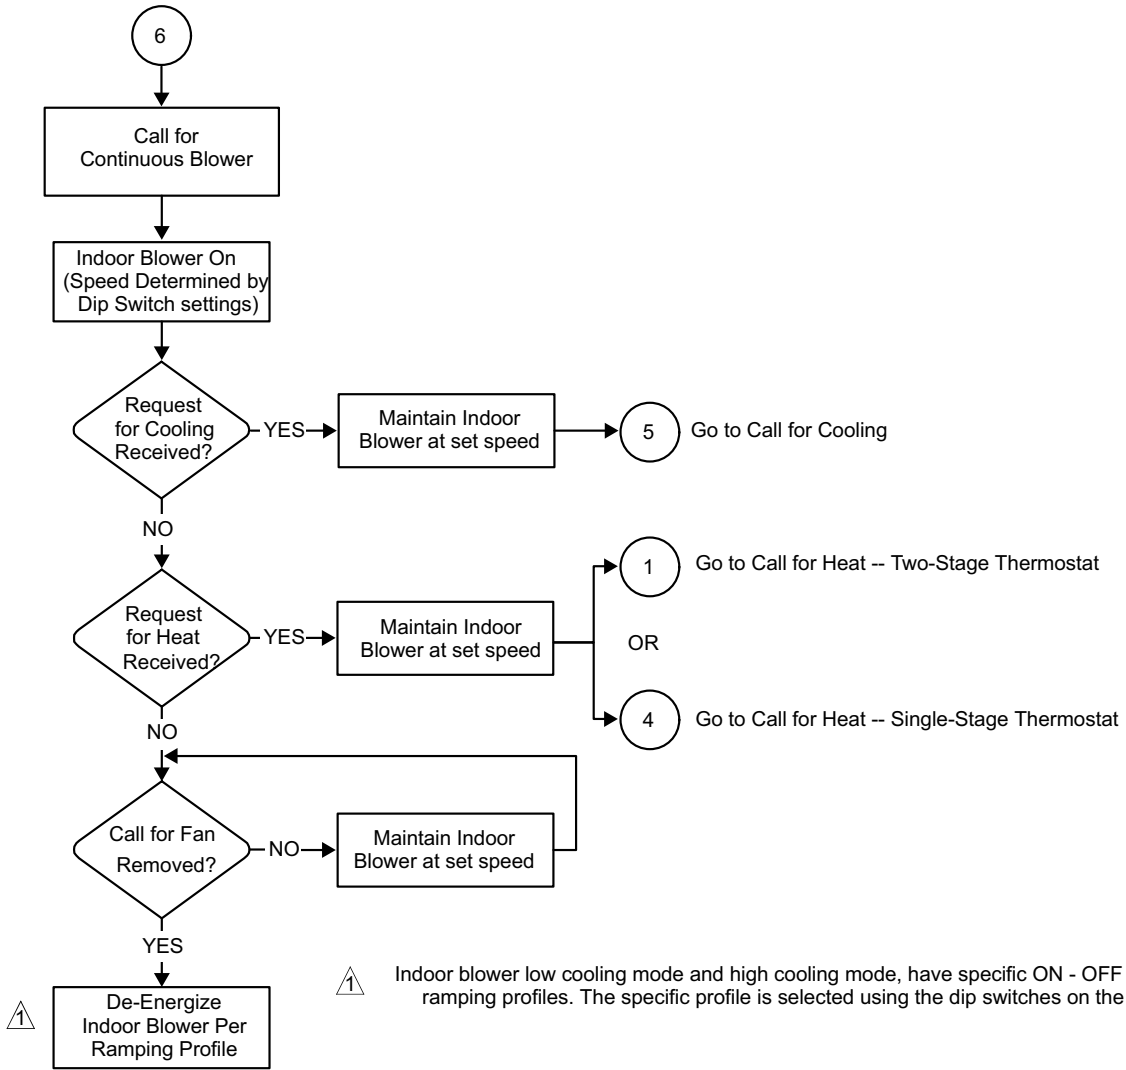 6
Call for
Continuous Blower
Indoor Blower On
(Speed Determined by
Dip Switch settings)
Request
for Cooling
Received?
YES
Maintain Indoor
Blower at set speed
5
Go to Call for Cooling
NO
Request
for Heat
Received?
YES
Maintain Indoor
Blower at set speed
1
Go to Call for Heat -- Two-Stage Thermostat
OR
4
Go to Call for Heat -- Single-Stage Thermostat
NO
Call for Fan
Removed?
NO
Maintain Indoor
Blower at set speed
YES
1
De-Energize
Indoor Blower Per
Ramping Profile
1
Indoor blower low cooling mode and high cooling mode, have specific ON - OFF
ramping profiles. The specific profile is selected using the dip switches on the